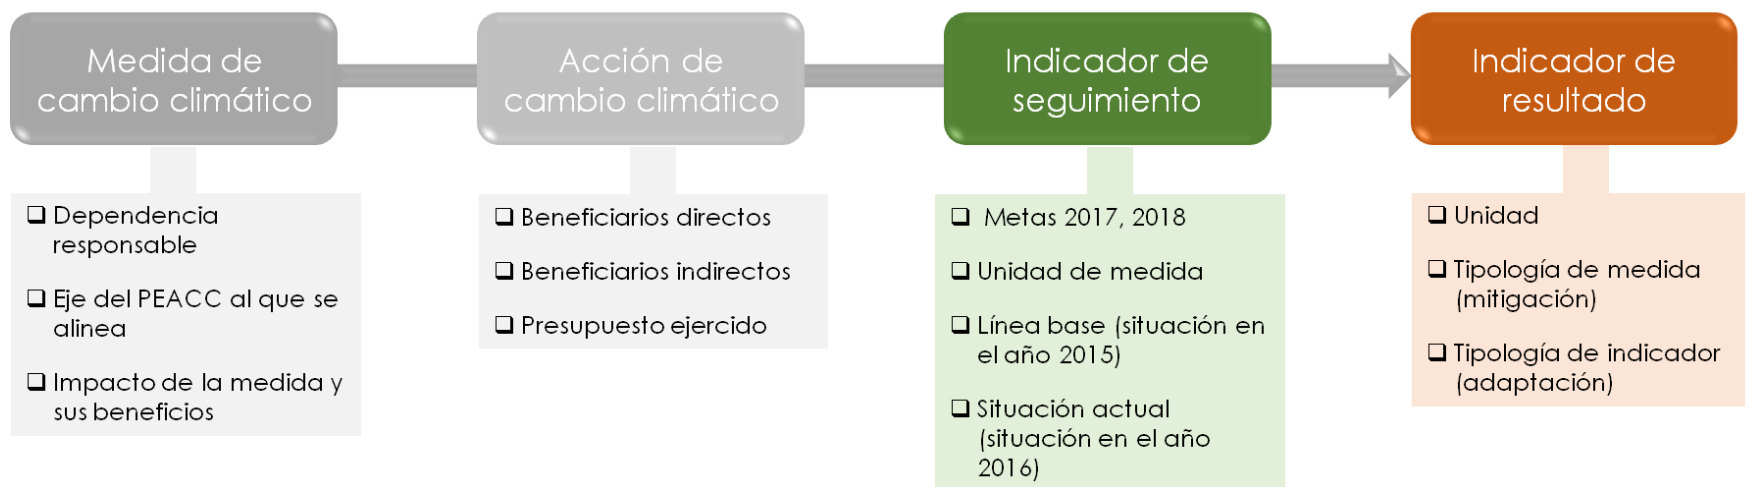 Medida de
cambio climático
Acción de
cambio climático
Indicador de
seguimiento
Indicador de
resultado
❑ Dependencia
responsable
❑ Eje del PEACC al que se
alinea
❑ Impacto de la medida y
sus beneficios
❑ Beneficiarios directos
❑ Beneficiarios indirectos
❑ Presupuesto ejercido
❑ Metas 2017, 2018
❑ Unidad de medida
❑ Línea base (situación en
el año 2015)
❑ Situación actual
(situación en el año
2016)
❑ Unidad
❑ Tipología de medida
(mitigación)
❑ Tipología de indicador
(adaptación)